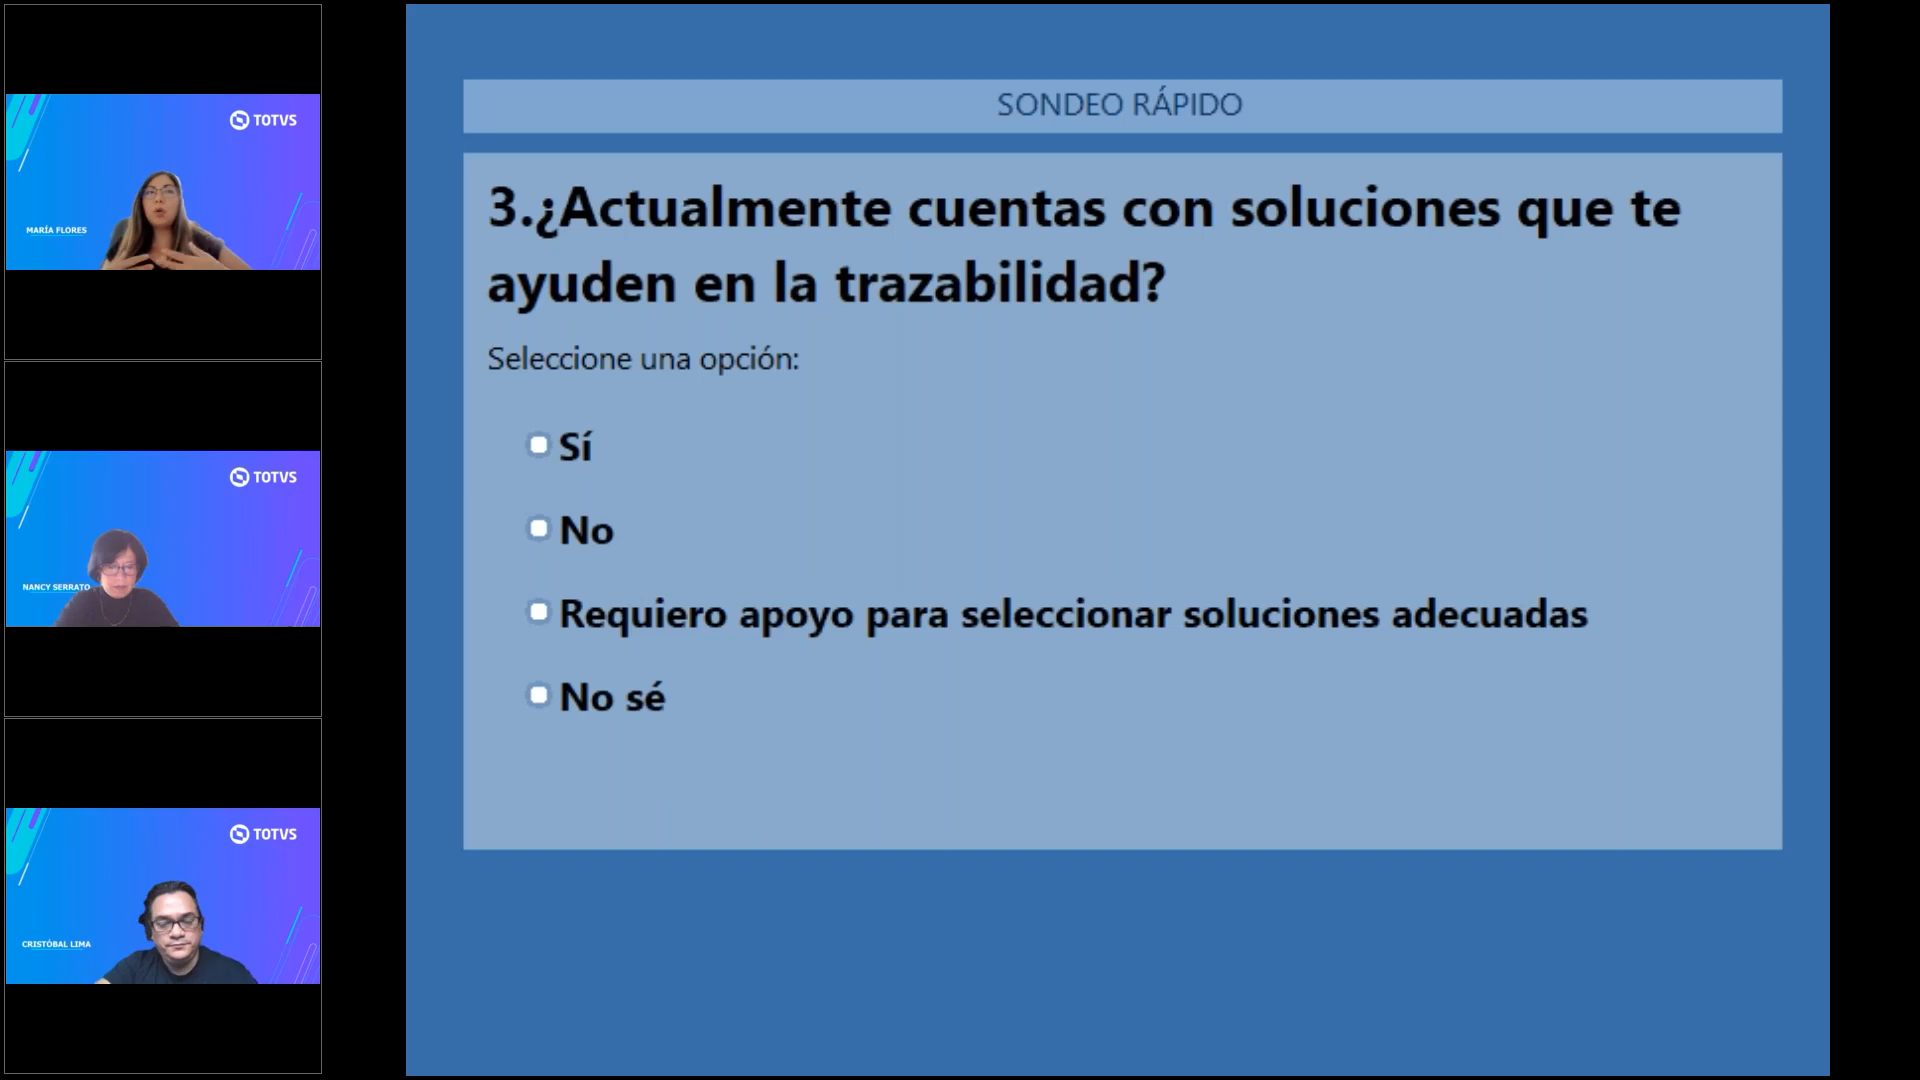 TOTVS
MARÍA FLORES
TOTVS
NANCY SERRATO
TOTVS
CRISTÓBAL LIMA
SONDEO RÁPIDO
3.¿Actualmente cuentas con soluciones que te
ayuden en la trazabilidad?
Seleccione una opción:
Sí
No
Requiero apoyo para seleccionar soluciones adecuadas
No sé